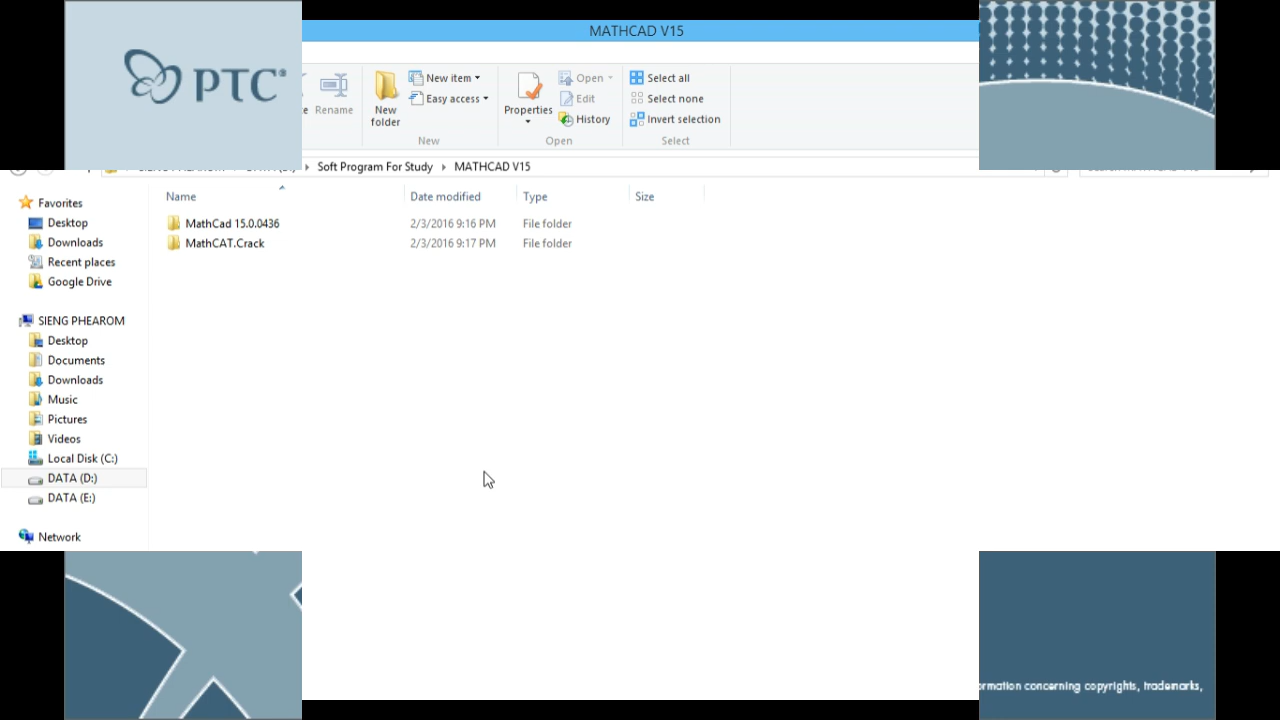 MATHCAD V15
PTC®
Rename
New folder
New item
Easy access
New
Properties
Open
Edit
History
Open
Select all
Select none
Invert selection
Select
Soft Program For Study
MATHCAD V15
Name
Date modified
Type
Size
MathCad 15.0.0436
2/3/2016 9:16 PM
File folder
MathCAT.Crack
2/3/2016 9:17 PM
File folder
Favorites
Desktop
Downloads
Recent places
Google Drive
SIENG PHEAROM
Desktop
Documents
Downloads
Music
Pictures
Videos
Local Disk (C:)
DATA (D:)
DATA (E:)
Network
concerning copyrights, trademarks,